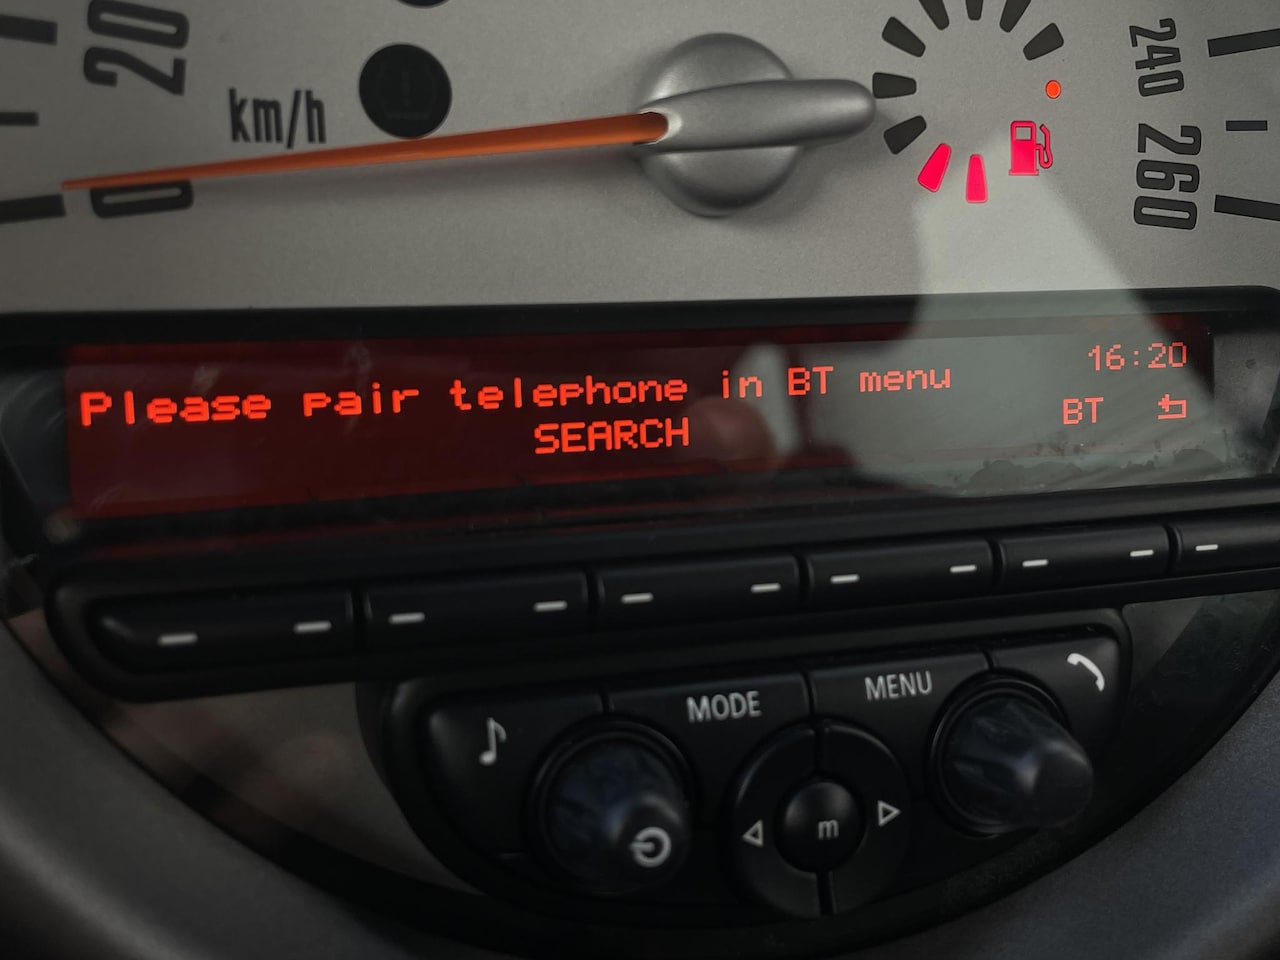 20
km/h
0
240
260
16:20
Please pair telephone in BT menu
BT
SEARCH
MODE
MENU
m